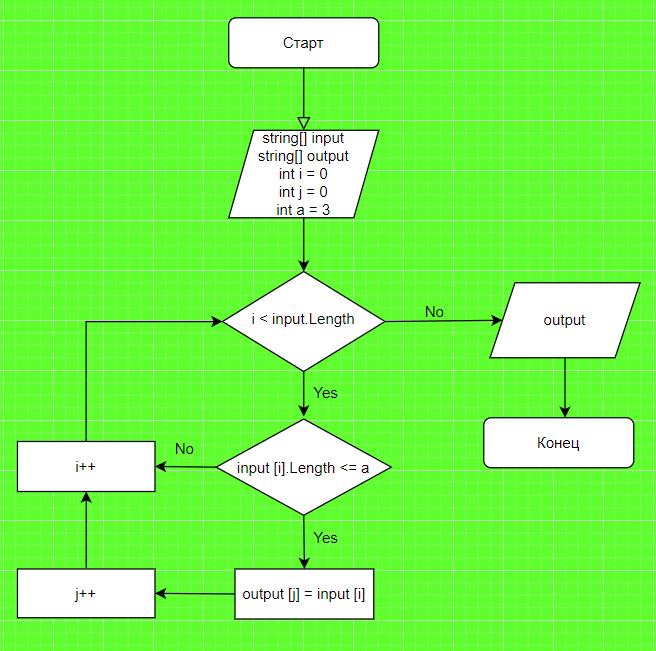 Старт
string[] input
string[] output
int i = 0
int j = 0
int a = 3
i < input.Length
No
output
Yes
Конец
No
input [i].Length <= a
i++
Yes
j++
output [j] = input [i]